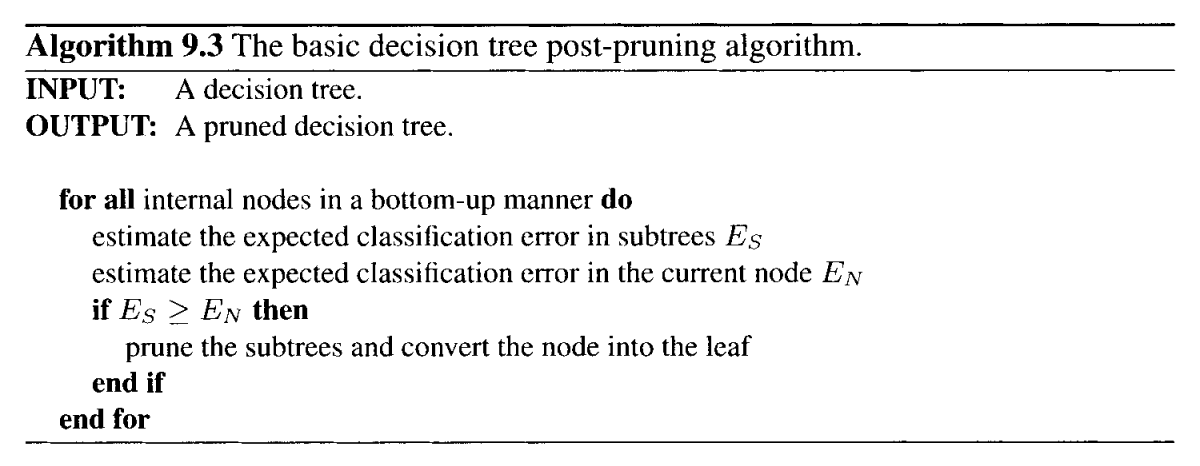 Algorithm 9.3 The basic decision tree post-pruning algorithm.
INPUT: A decision tree.
OUTPUT: A pruned decision tree.
for all internal nodes in a bottom-up manner do
estimate the expected classification error in subtrees E_S
estimate the expected classification error in the current node E_N
if E_S ≥ E_N then
prune the subtrees and convert the node into the leaf
end if
end for